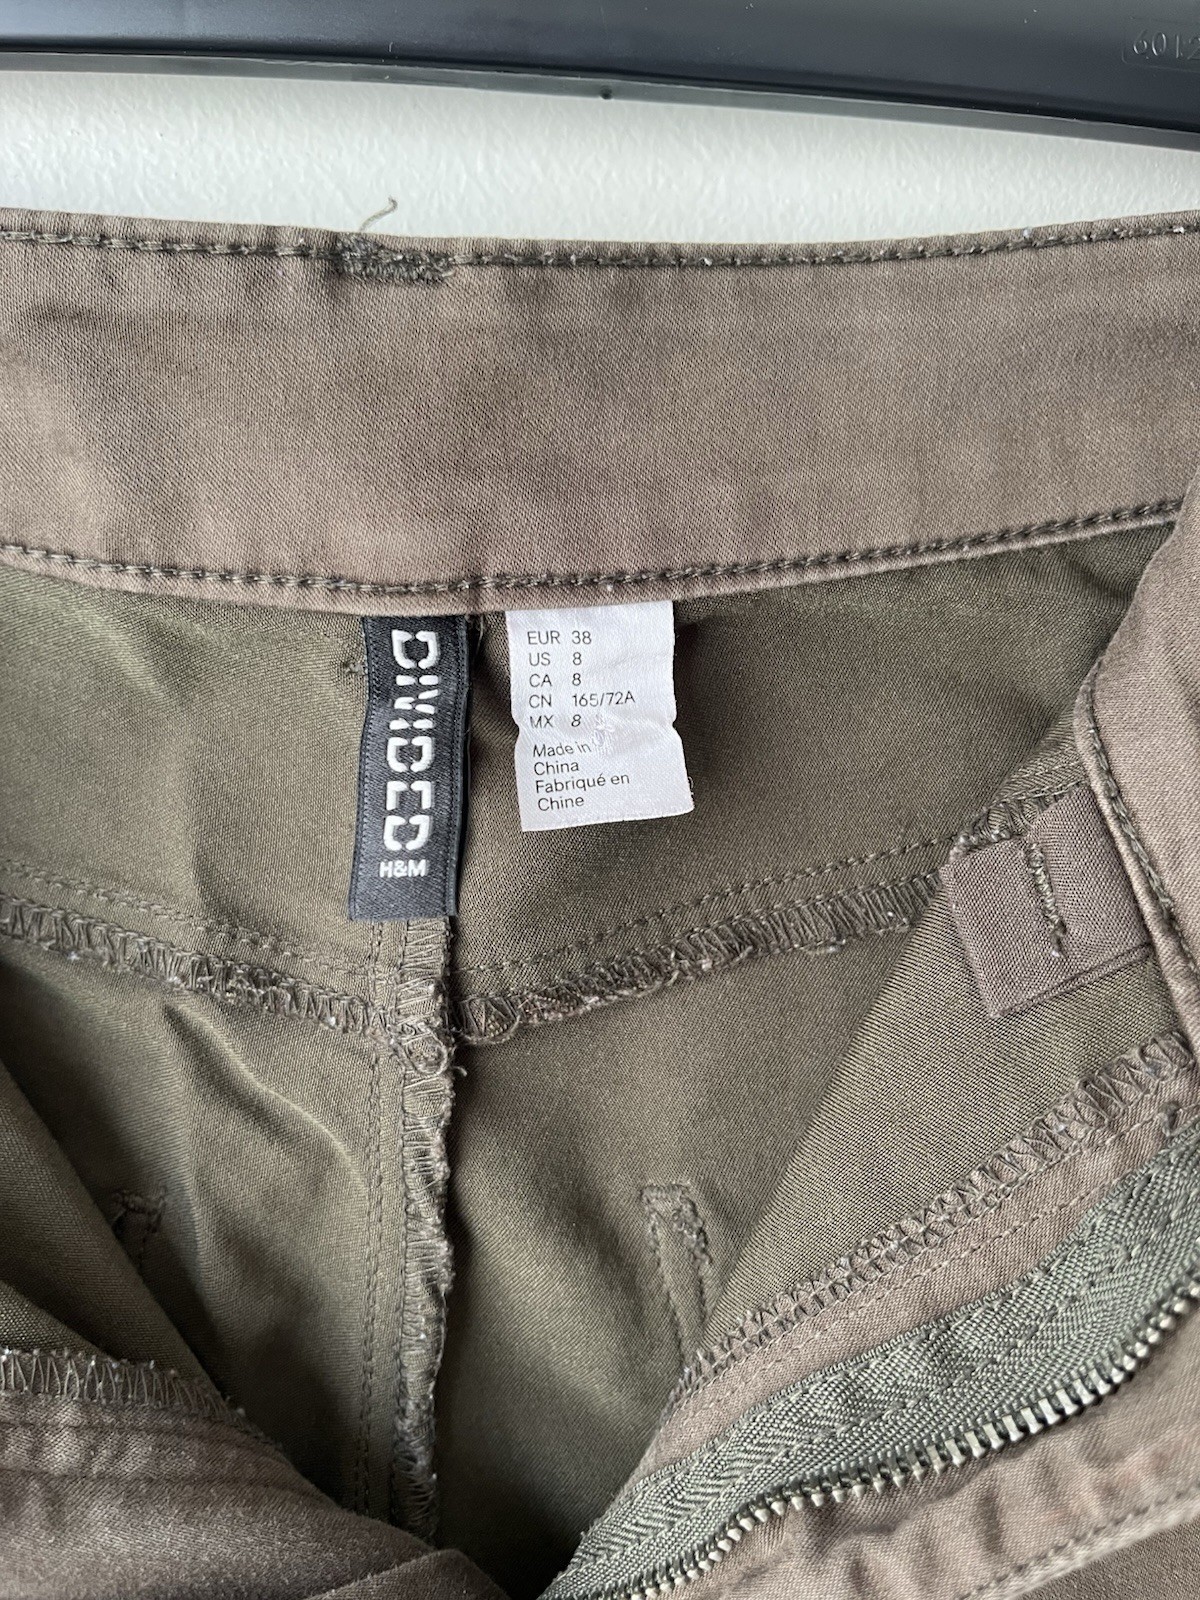 DIVIDED
H&M
EUR 38
US 8
CA 8
CN 165/72A
MX 8
Made in
China
Fabriqué en
Chine